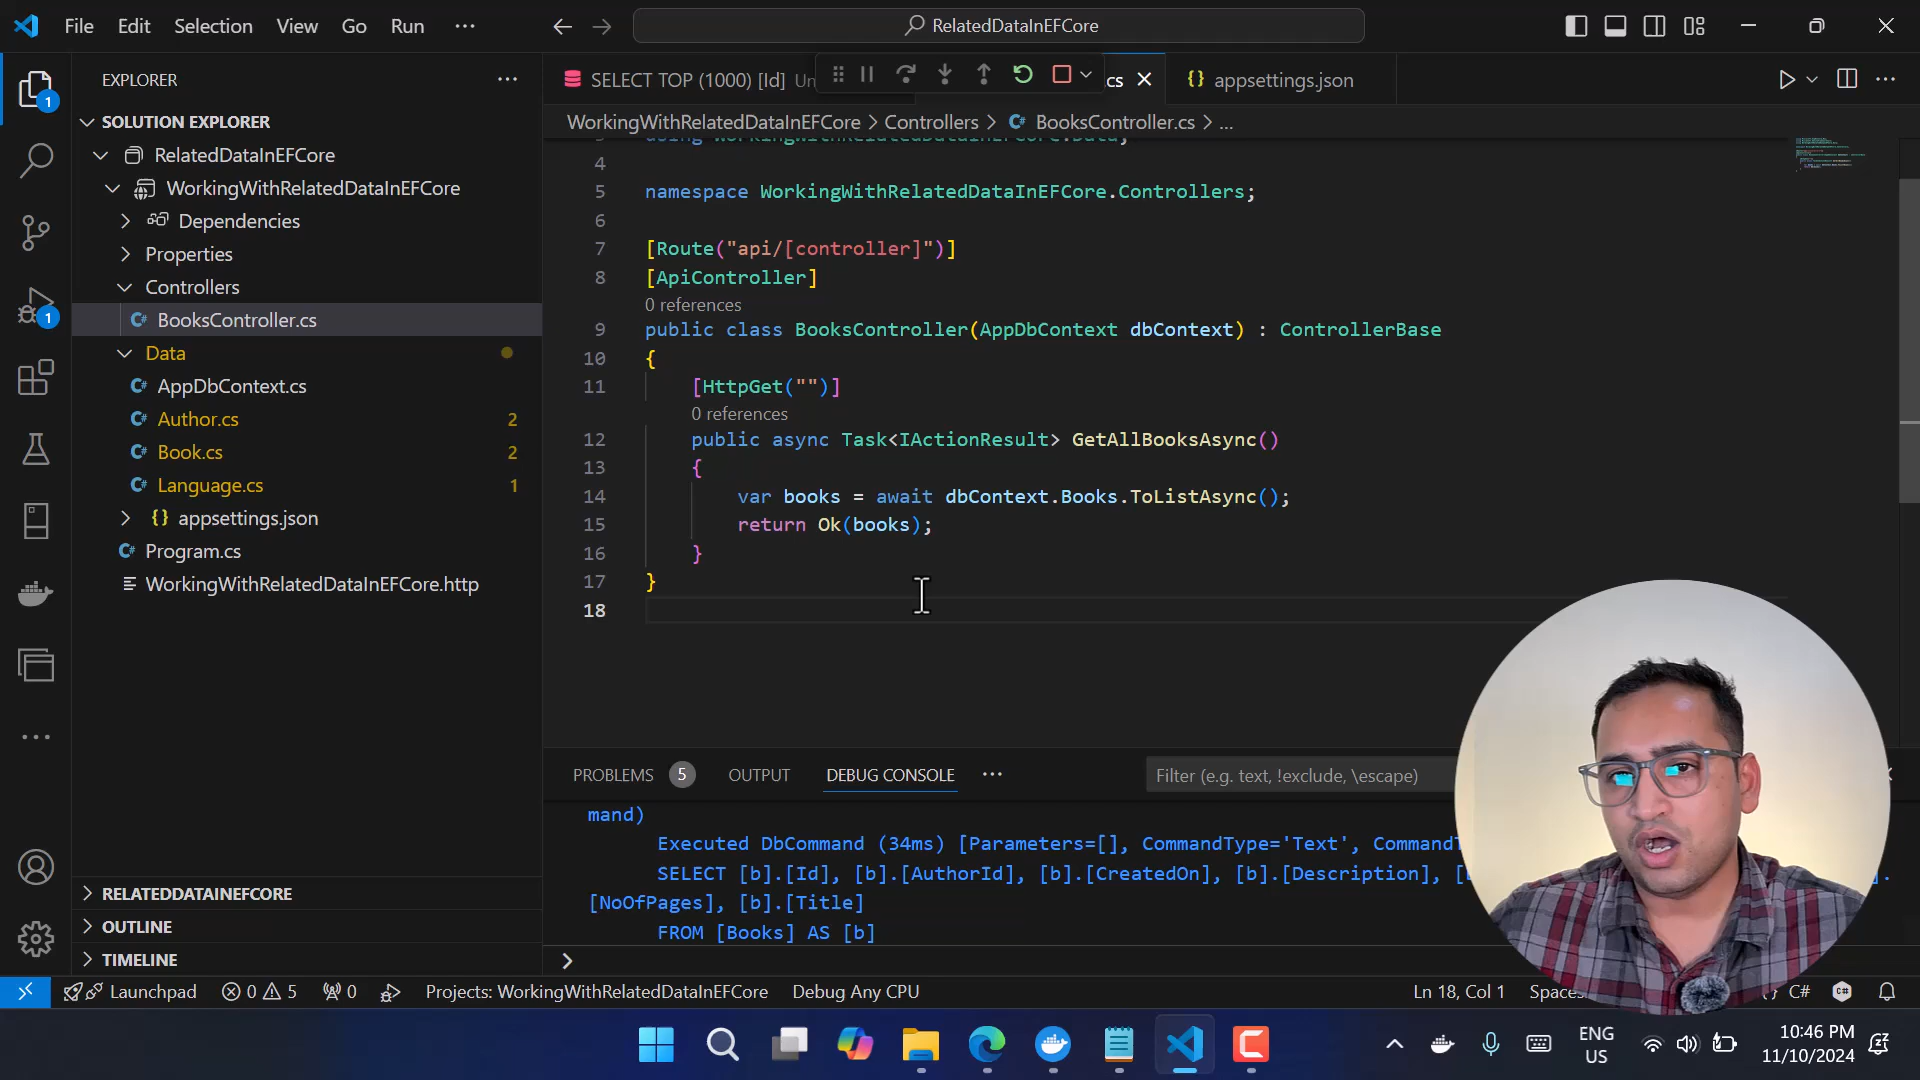 File Edit Selection View Go Run ···
RelatedDataInEFCore
EXPLORER ···
SOLUTION EXPLORER
RelatedDataInEFCore
WorkingWithRelatedDataInEFCore
Dependencies
Properties
Controllers
C# BooksController.cs
Data
C# AppDbContext.cs
C# Author.cs 2
C# Book.cs 2
C# Language.cs 1
{} appsettings.json
C# Program.cs
WorkingWithRelatedDataInEFCore.http
RELATEDDATAINEFCORE
OUTLINE
TIMELINE
1
1
SELECT TOP (1000) [Id]
.cs
{} appsettings.json
WorkingWithRelatedDataInEFCore > Controllers > C# BooksController.cs > ...
using WorkingWithRelatedDataInEFCore.Data;
4
5 namespace WorkingWithRelatedDataInEFCore.Controllers;
6
7 [Route("api/[controller]")]
8 [ApiController]
0 references
9 public class BooksController(AppDbContext dbContext) : ControllerBase
10 {
11 [HttpGet("")]
0 references
12 public async Task<IActionResult> GetAllBooksAsync()
13 {
14 var books = await dbContext.Books.ToListAsync();
15 return Ok(books);
16 }
17 }
18
PROBLEMS 5 OUTPUT DEBUG CONSOLE ···
Filter (e.g. text, !exclude, \escape)
mand)
Executed DbCommand (34ms) [Parameters=[], CommandType='Text',
SELECT [b].[Id], [b].[AuthorId], [b].[CreatedOn], [b].[Description],
[NoOfPages], [b].[Title]
FROM [Books] AS [b]
>
Launchpad 0 5 0 Projects: WorkingWithRelatedDataInEFCore Debug Any CPU Ln 18, Col 1 C#
ENG
US
10:46 PM
11/10/2024